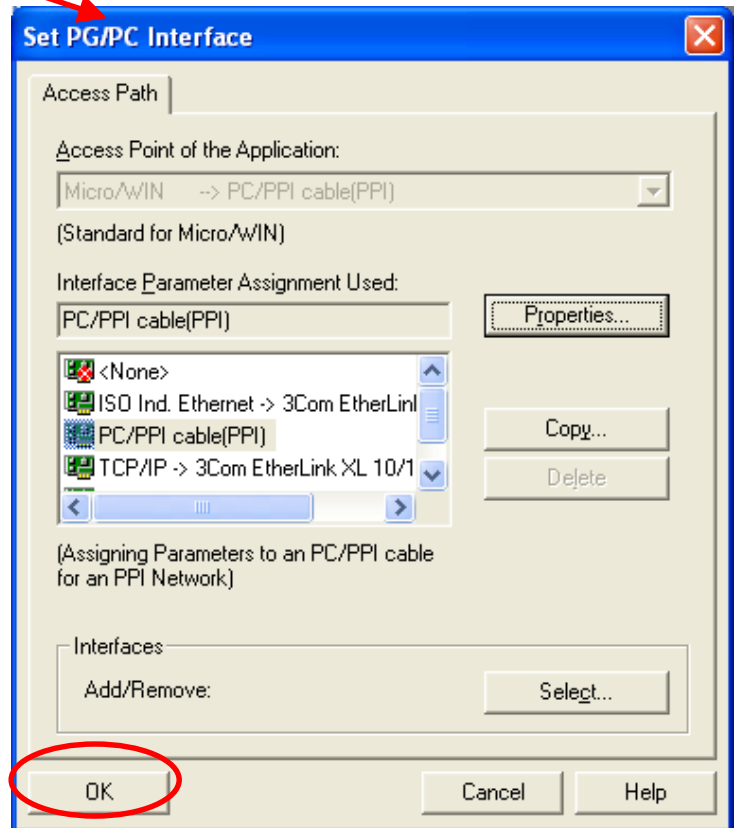 Set PG/PC Interface
Access Path
Access Point of the Application:
Micro/WIN --> PC/PPI cable(PPI)
(Standard for Micro/WIN)
Interface Parameter Assignment Used:
PC/PPI cable(PPI)
Properties...
<None>
ISO Ind. Ethernet -> 3Com EtherLinl
PC/PPI cable(PPI)
TCP/IP -> 3Com EtherLink XL 10/1
Copy...
Delete
(Assigning Parameters to an PC/PPI cable
for an PPI Network)
Interfaces
Add/Remove:
Select...
OK
Cancel
Help